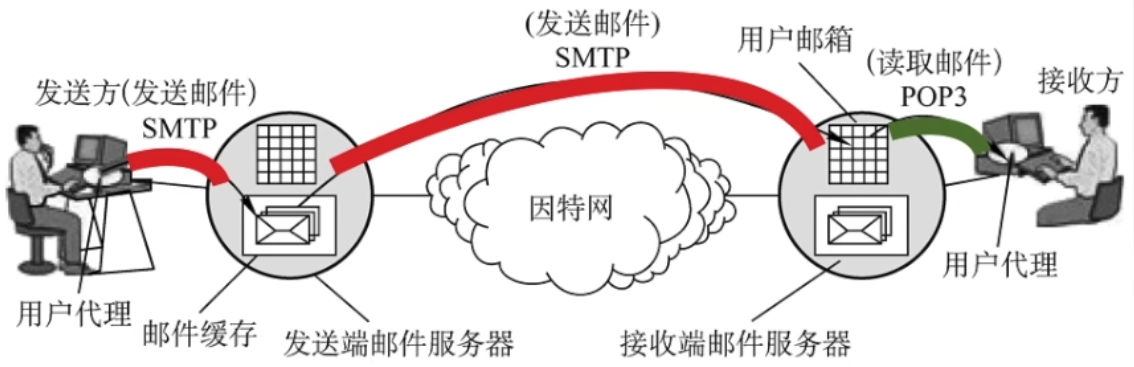 (发送邮件)
SMTP
用户邮箱
(读取邮件)
POP3
接收方
发送方(发送邮件)
SMTP
因特网
用户代理
用户代理
邮件缓存
发送端邮件服务器
接收端邮件服务器